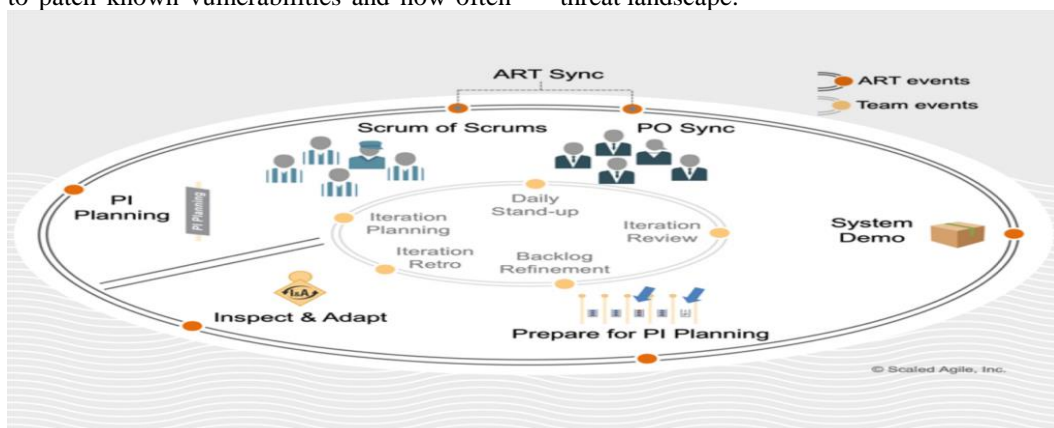 to patch known vulnerabilities and how often
threat landscape.
ART Sync
ART events
Team events
Scrum of Scrums
PO Sync
PI
Planning
PI Planning
Daily
Stand-up
Iteration
Planning
Iteration
Review
System
Demo
Iteration
Retro
Backlog
Refinement
I&A
Inspect & Adapt
Prepare for PI Planning
© Scaled Agile, Inc.